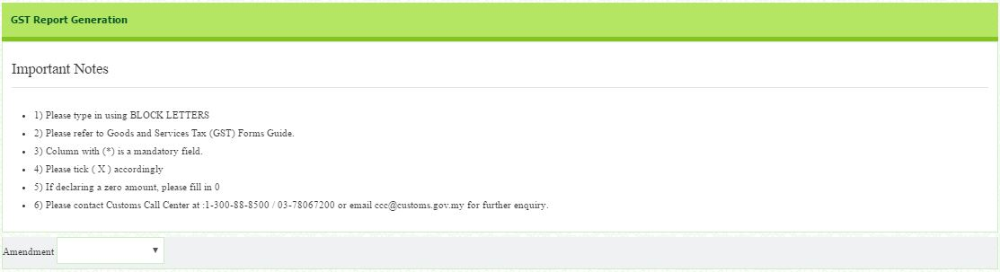 GST Report Generation
Important Notes
1) Please type in using BLOCK LETTERS
2) Please refer to Goods and Services Tax (GST) Forms Guide.
3) Column with (*) is a mandatory field.
4) Please tick ( X ) accordingly
5) If declaring a zero amount, please fill in 0
6) Please contact Customs Call Center at :1-300-88-8500 / 03-78067200 or email ccc@customs.gov.my for further enquiry.
Amendment